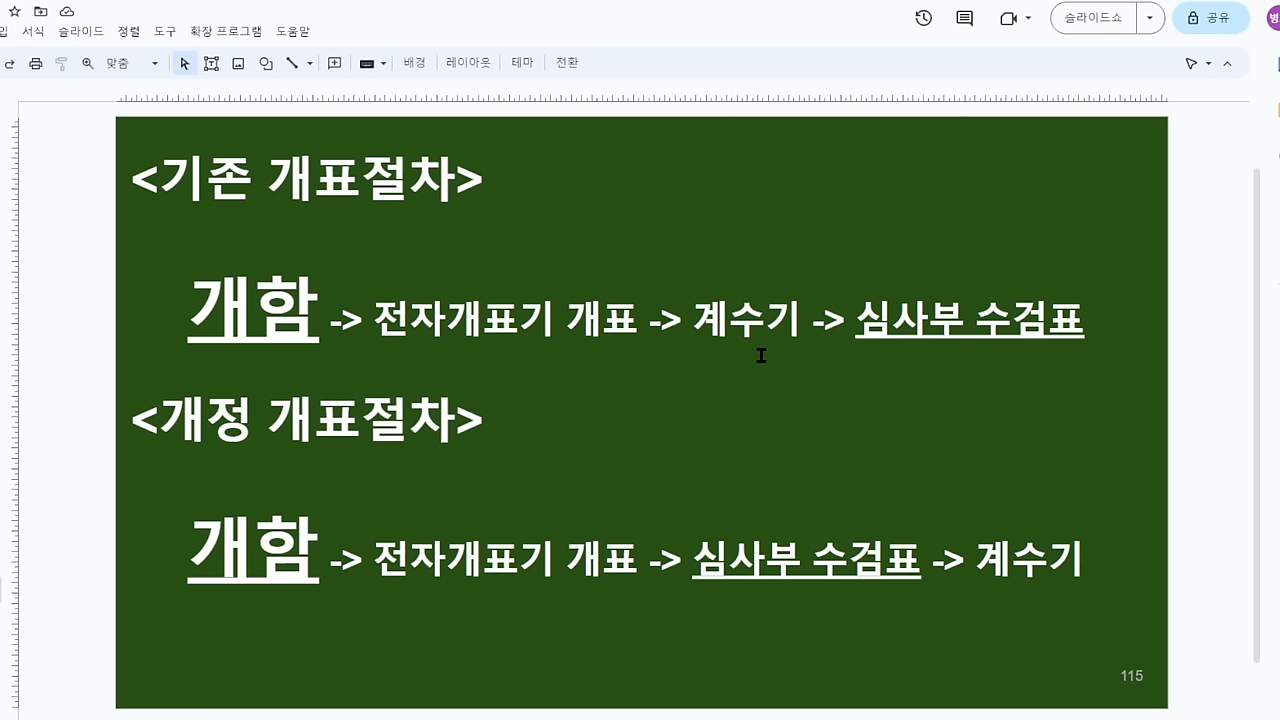 서식 슬라이드 정렬 도구 확장 프로그램 도움말
슬라이드쇼
공유
맞춤
배경 레이아웃 테마 전환
<기존 개표절차>
개함 -> 전자개표기 개표 -> 계수기 -> 심사부 수검표
<개정 개표절차>
개함 -> 전자개표기 개표 -> 심사부 수검표 -> 계수기
115